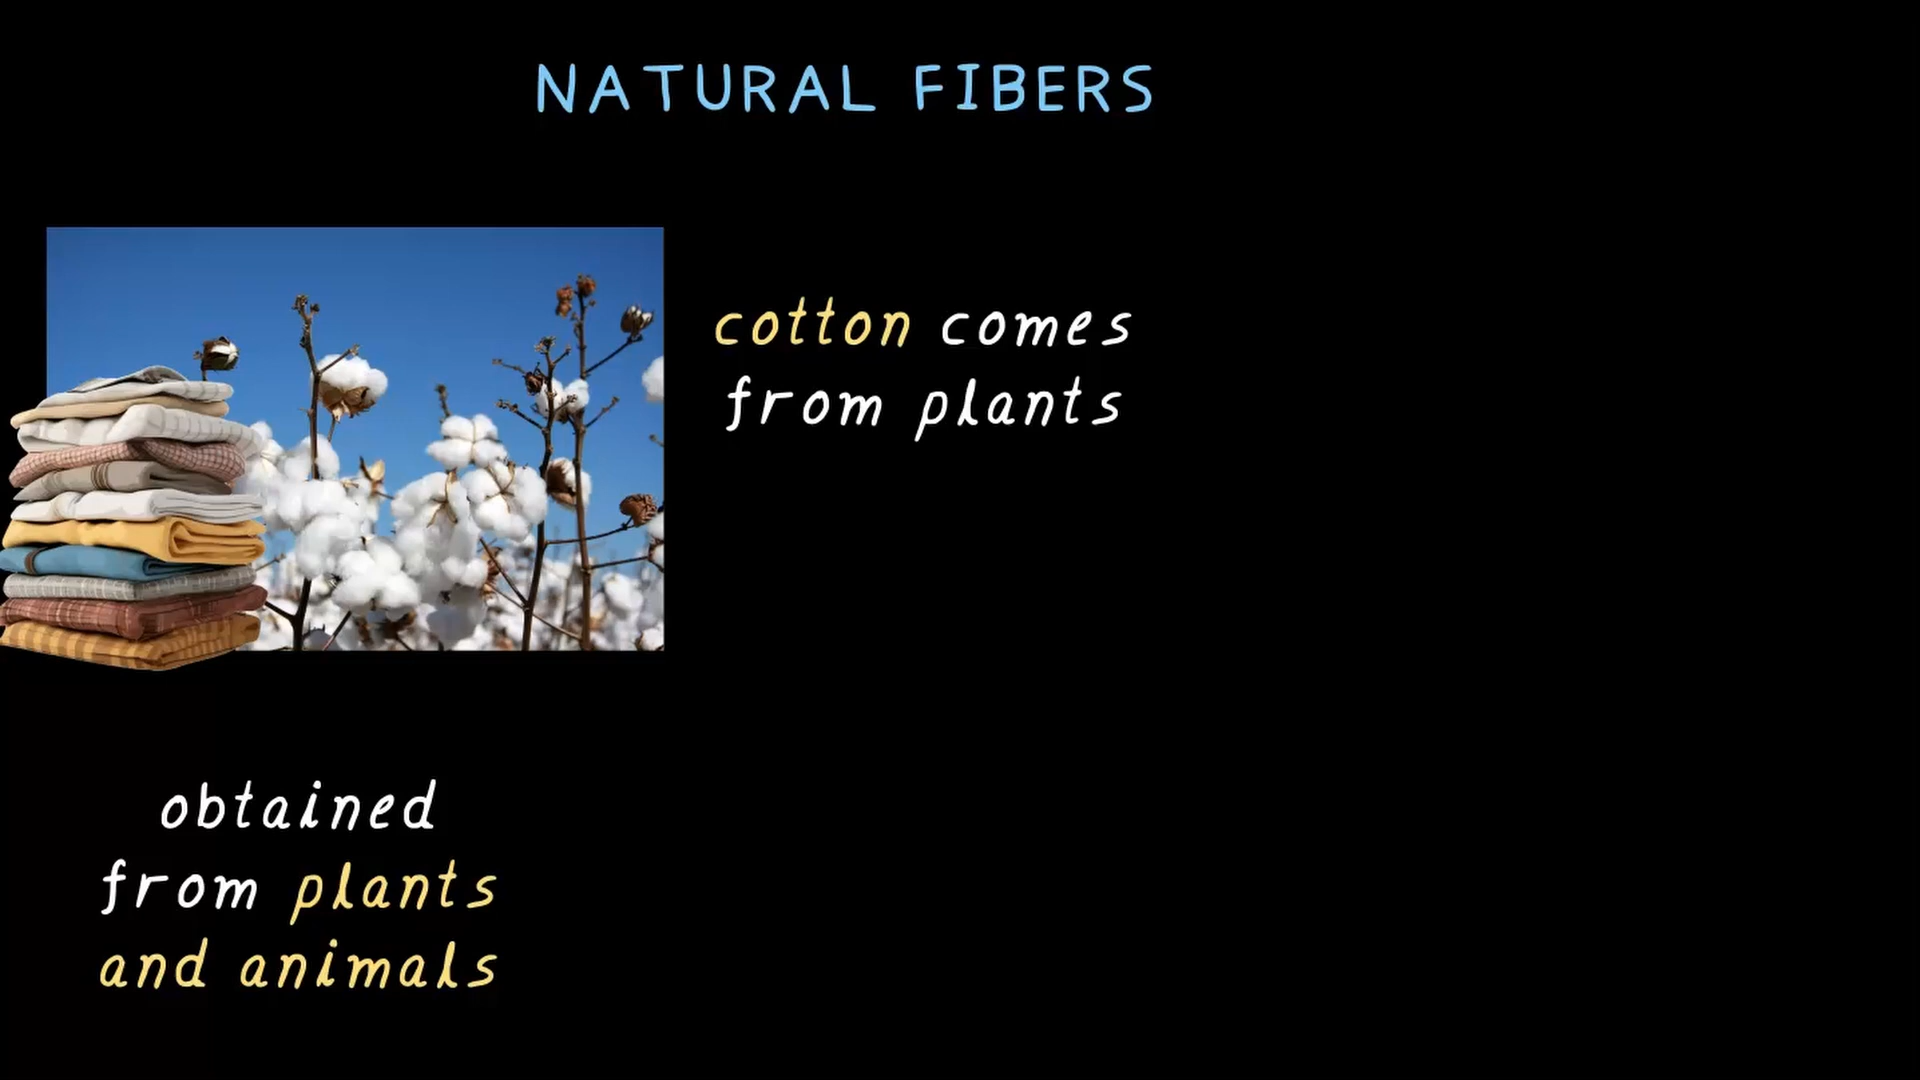 NATURAL FIBERS
cotton comes
from plants
obtained
from plants
and animals